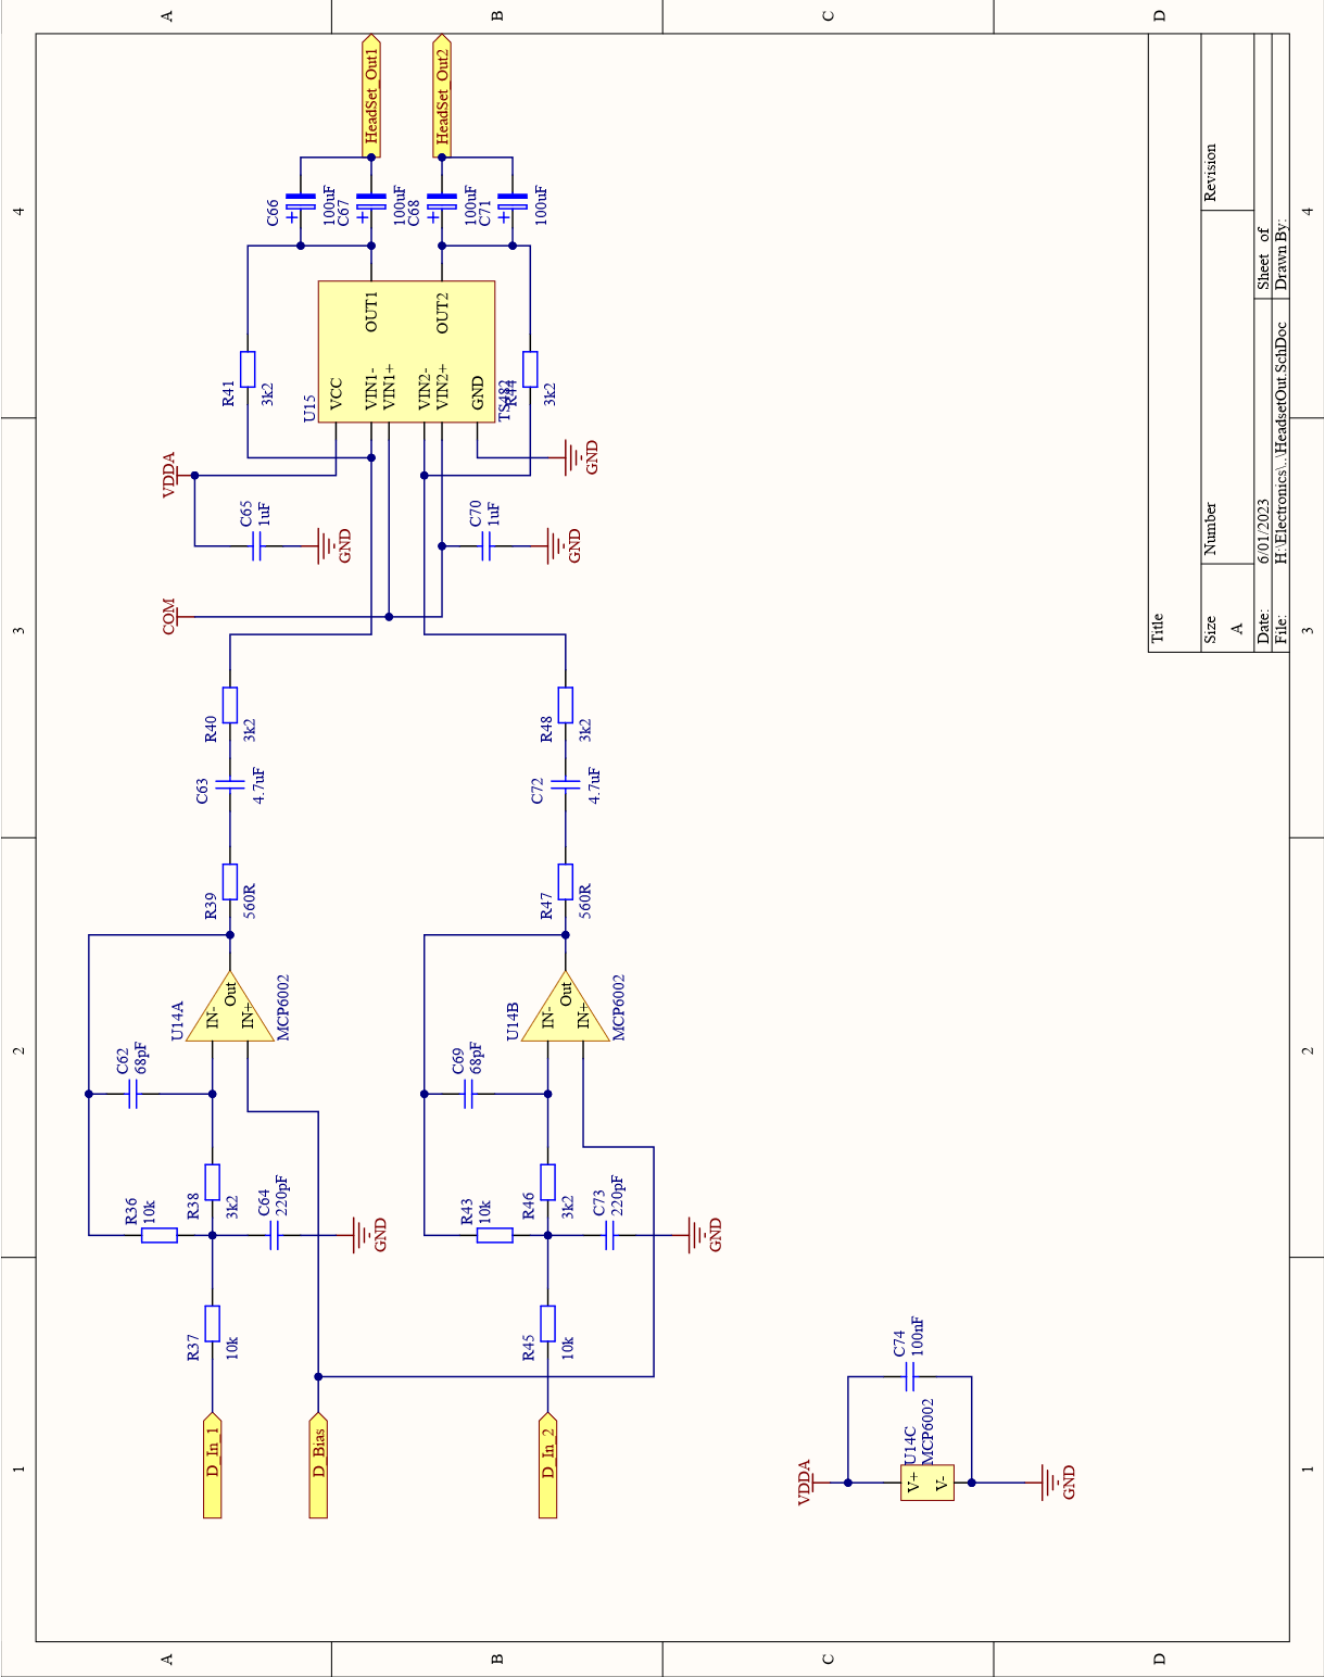 A
B
C
D
4
3
2
1
HeadSet_Out1
HeadSet_Out2
C66
100uF
C67
100uF
C68
100uF
C71
100uF
R41
3k2
U15
VCC
VIN1-
VIN1+
VIN2-
VIN2+
GND
OUT1
OUT2
TS482
R44
3k2
GND
VDDA
C65
1uF
GND
C70
1uF
GND
COM
R40
3k2
C63
4.7uF
R39
560R
R48
3k2
C72
4.7uF
R47
560R
U14A
IN-
IN+
Out
MCP6002
C62
68pF
R36
10k
R38
3k2
C64
220pF
GND
R37
10k
D_In_1
D_Bias
U14B
IN-
IN+
Out
MCP6002
C69
68pF
R43
10k
R46
3k2
C73
220pF
GND
R45
10k
D_In_2
VDDA
U14C
MCP6002
V+
V-
C74
100nF
GND
Title
Size
A
Number
Revision
Date:
6/01/2023
Sheet of
File:
H:\Electronics\..\HeadsetOut.SchDoc
Drawn By:
4
3
2
1
A
B
C
D